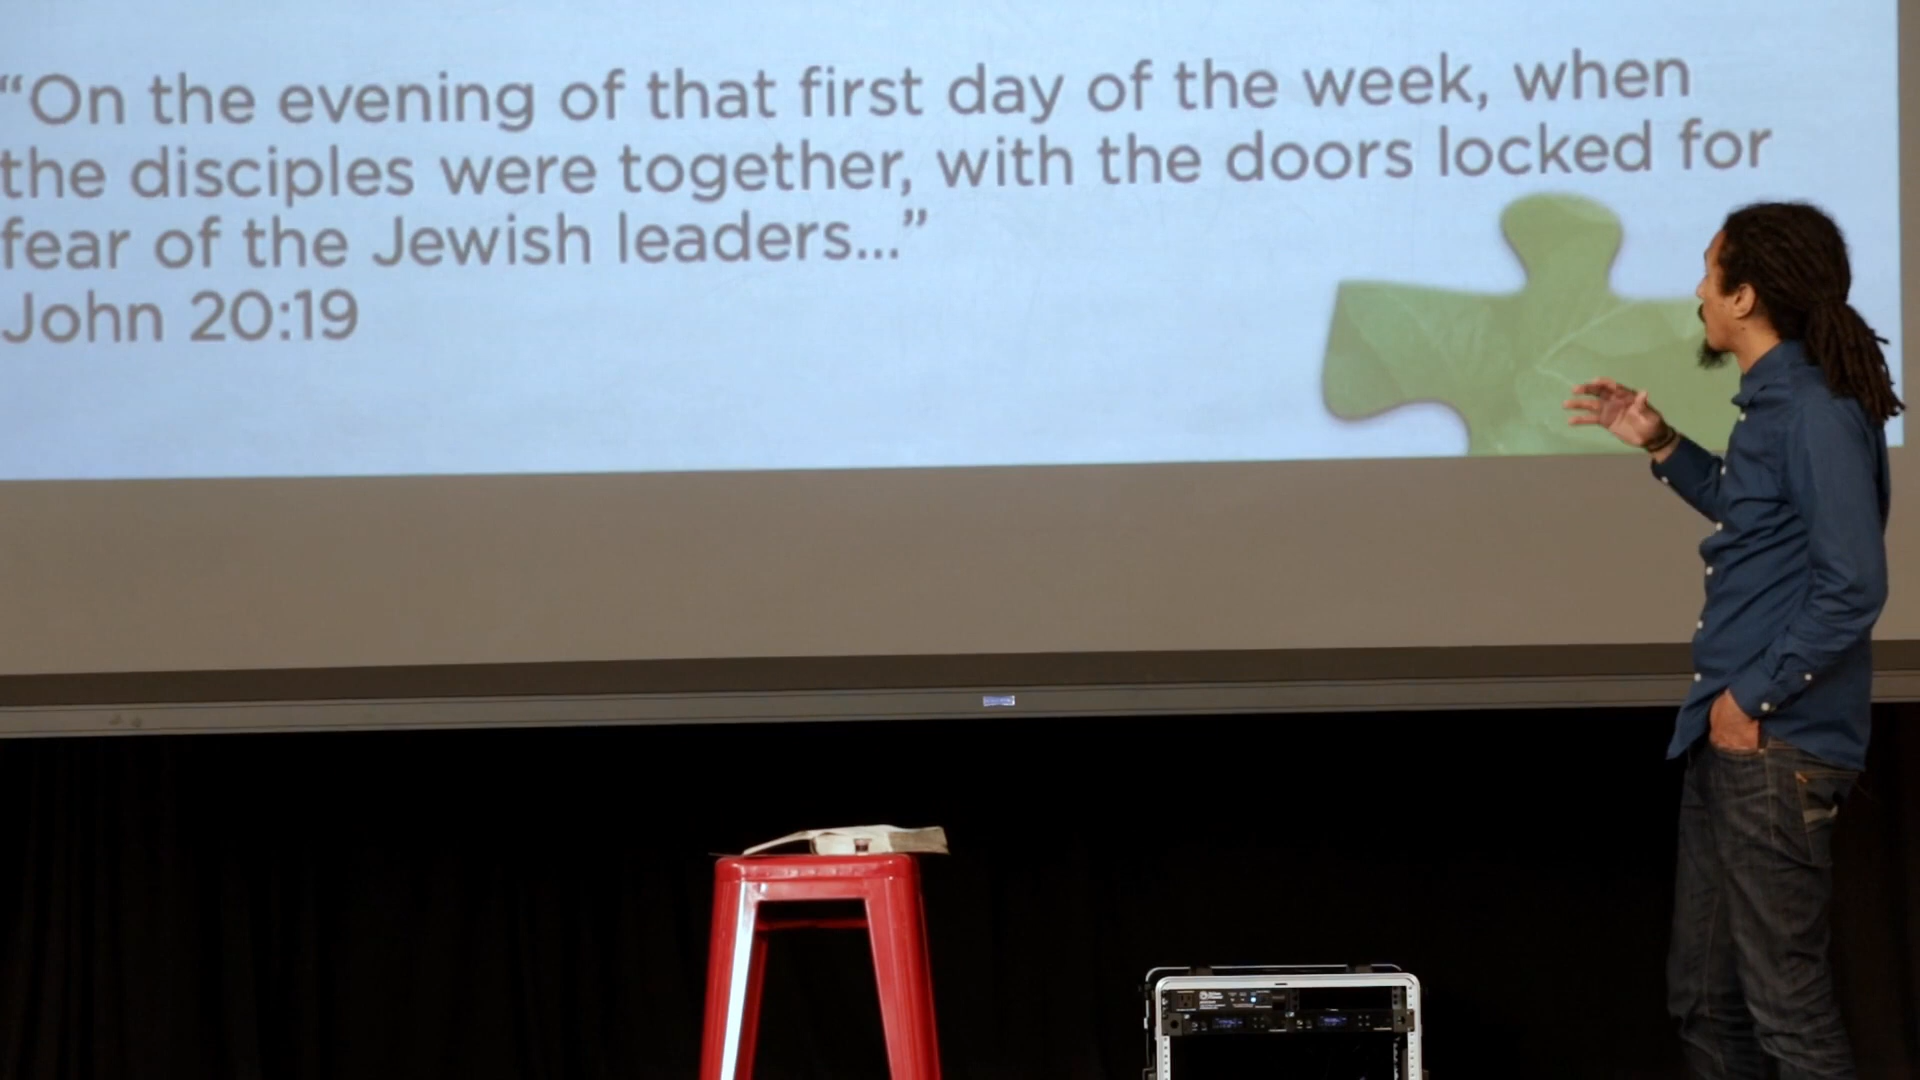 “On the evening of that first day of the week, when
the disciples were together, with the doors locked for
fear of the Jewish leaders...”
John 20:19